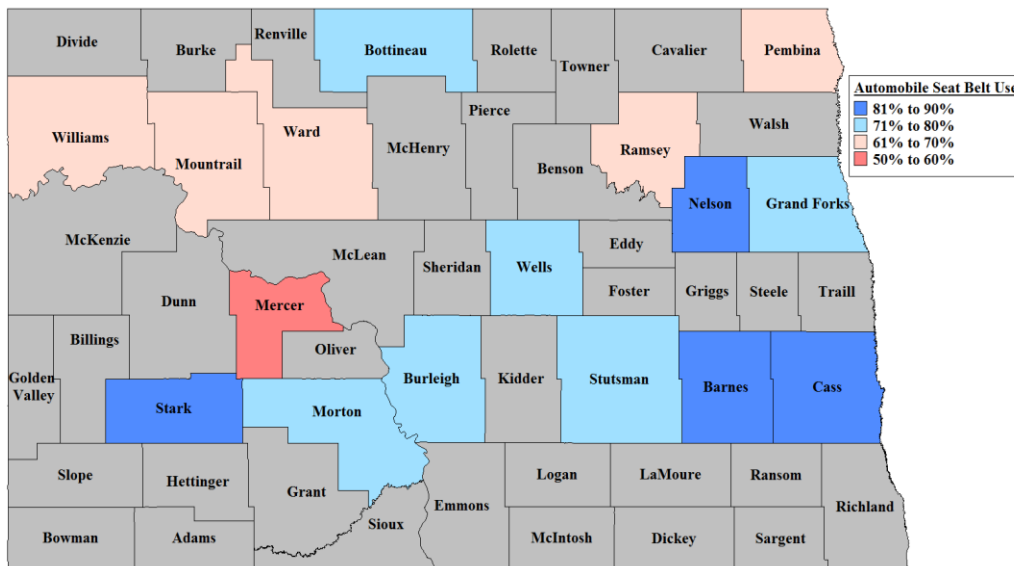 Divide
Burke
Renville
Bottineau
Rolette
Towner
Cavalier
Pembina
Automobile Seat Belt Use
81% to 90%
71% to 80%
61% to 70%
50% to 60%
Williams
Mountrail
Ward
McHenry
Pierce
Benson
Ramsey
Walsh
Nelson
Grand Forks
McKenzie
Dunn
McLean
Sheridan
Wells
Eddy
Foster
Griggs
Steele
Traill
Mercer
Oliver
Billings
Golden
Valley
Stark
Morton
Burleigh
Kidder
Stutsman
Barnes
Cass
Slope
Hettinger
Grant
Sioux
Emmons
Logan
LaMoure
Ransom
Richland
Bowman
Adams
McIntosh
Dickey
Sargent